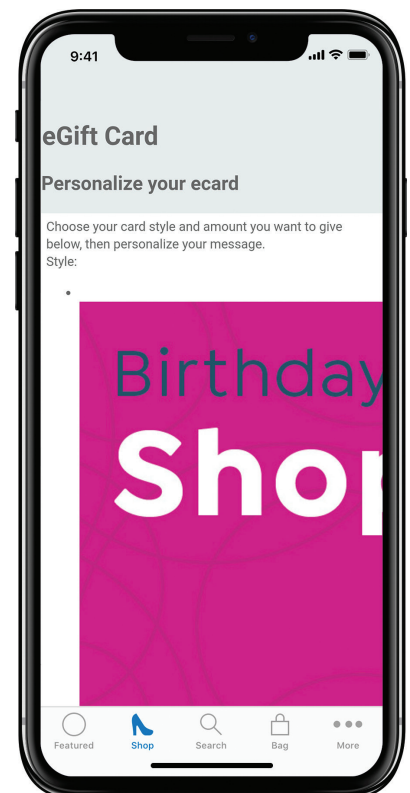 9:41
eGift Card
Personalize your ecard
Choose your card style and amount you want to give
below, then personalize your message.
Style:
Birthday
Featured
Shop
Search
Bag
More